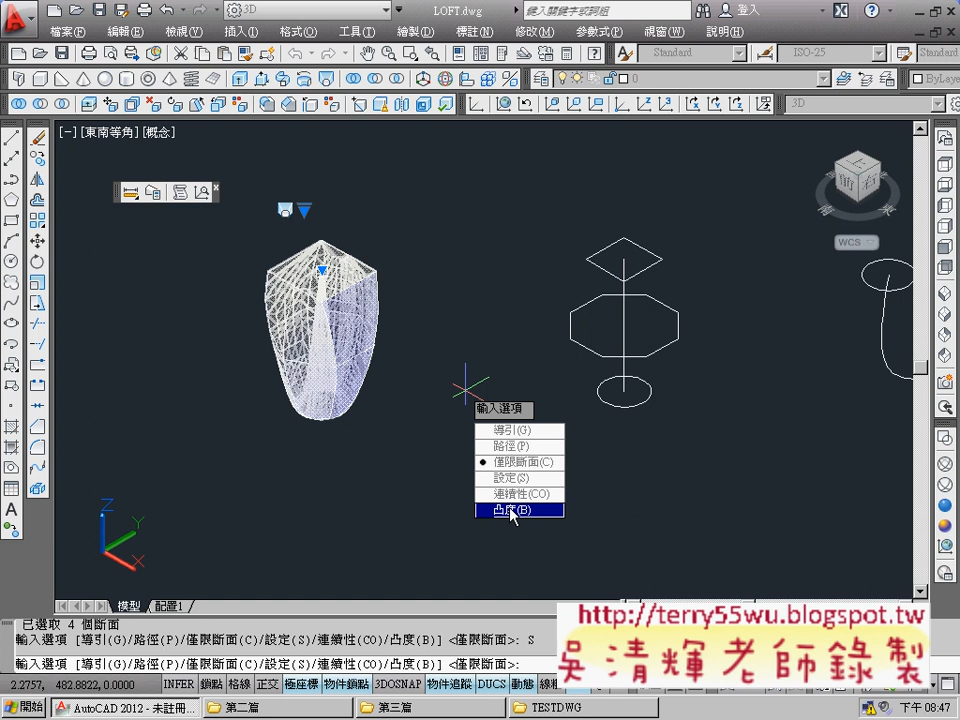 3D
LOFT.dwg
鍵入關鍵字或詞組
登入
檔案(F)
編輯(E)
檢視(V)
插入(I)
格式(O)
工具(T)
繪製(D)
標註(N)
修改(M)
參數式(P)
視窗(W)
說明(H)
Standard
ISO-25
Standard
0
ByLaye
3D
[−][東南等角][概念]
上
前
右
南
東
WCS
輸入選項
導引(G)
路徑(P)
僅限斷面(C)
設定(S)
連續性(CO)
凸度(B)
Z
Y
X
模型
配置1
已選取 4 個斷面
輸入選項 [導引(G)/路徑(P)/僅限斷面(C)/設定(S)/連續性(CO)/凸度(B)] <僅限斷面>: S
輸入選項 [導引(G)/路徑(P)/僅限斷面(C)/設定(S)/連續性(CO)/凸度(B)] <僅限斷面>:
http://terry55wu.blogspot.tw
吳清輝老師錄製
2.2757, 482.8822, 0.0000
INFER
鎖點
格線
正交
極座標
物件鎖點
3DOSNAP
物件追蹤
DUCS
動態
開始
AutoCAD 2012 - 未註冊...
第二篇
第三篇
TESTDWG
下午 08:47